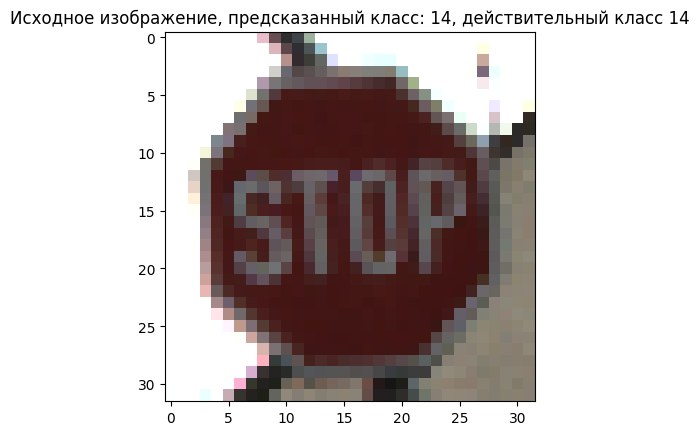 Исходное изображение, предсказанный класс: 14, действительный класс 14
0
5
10
15
20
25
30
STOP
0 5 10 15 20 25 30